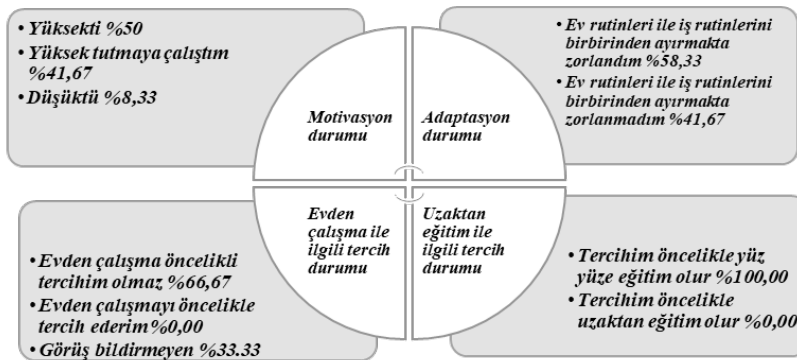 • Yüksekti %50
• Yüksek tutmaya çalıştım
%41,67
• Düşüktü %8,33
• Ev rutinleri ile iş rutinlerini
birbirinden ayırmakta
zorlandım %58,33
• Ev rutinleri ile iş rutinlerini
birbirinden ayırmakta
zorlanmadım %41,67
Motivasyon
durumu
Adaptasyon
durumu
Evden
çalışma ile
ilgili tercih
durumu
Uzaktan
eğitim ile
ilgili tercih
durumu
• Evden çalışma öncelikli
tercihim olmaz %66,67
• Evden çalışmayı öncelikle
tercih ederim %0,00
• Görüş bildirmeyen %33.33
• Tercihim öncelikle yüz
yüze eğitim olur %100,00
• Tercihim öncelikle
uzaktan eğitim olur %0,00